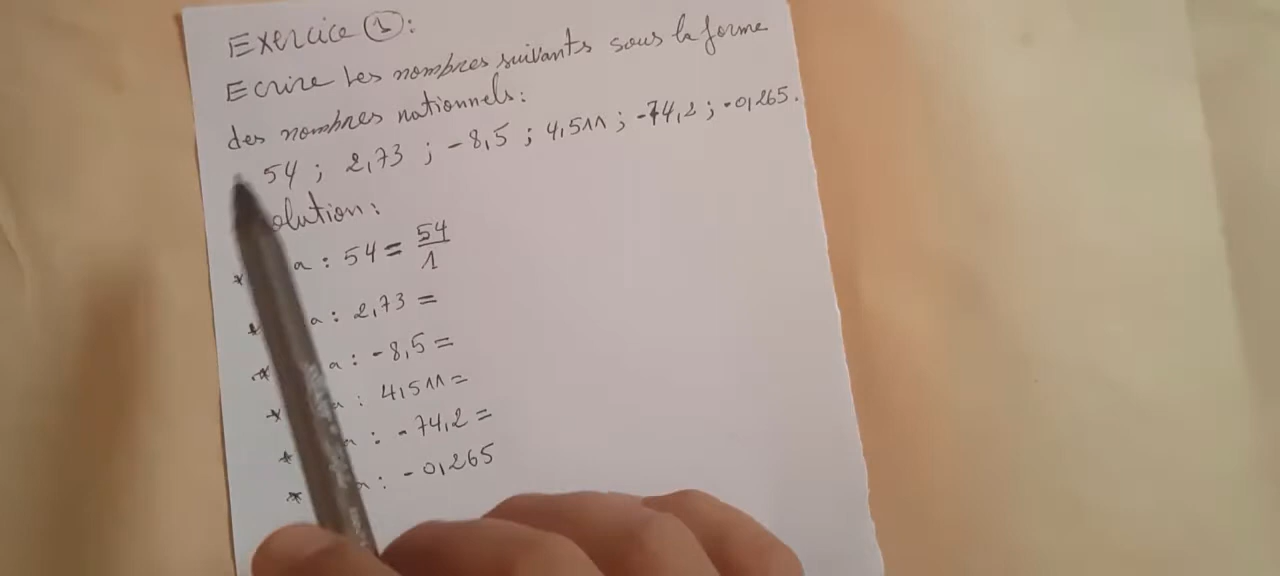 Exercice ①:
Ecrire les nombres suivants sous la forme
des nombres rationnels:
54 ; 2,73 ; -8,5 ; 4,511 ; -74,2 ; -0,265.
olution:
* a : 54 = 54/1
* a : 2,73 =
* a : -8,5 =
* a : 4,511 =
* a : -74,2 =
* a : -0,265